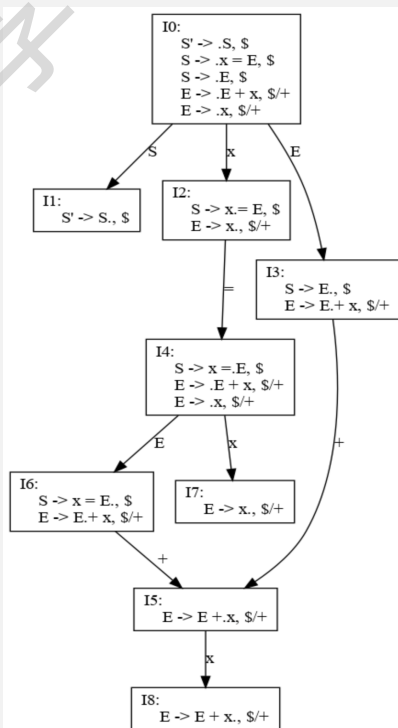 I0:
S' -> .S, $
S -> .x = E, $
S -> .E, $
E -> .E + x, $/+
E -> .x, $/+
S
x
E
I1:
S' -> S., $
I2:
S -> x.= E, $
E -> x., $/+
I3:
S -> E., $
E -> E.+ x, $/+
=
I4:
S -> x =.E, $
E -> .E + x, $/+
E -> .x, $/+
E
x
+
I6:
S -> x = E., $
E -> E.+ x, $/+
I7:
E -> x., $/+
+
I5:
E -> E +.x, $/+
x
I8:
E -> E + x., $/+